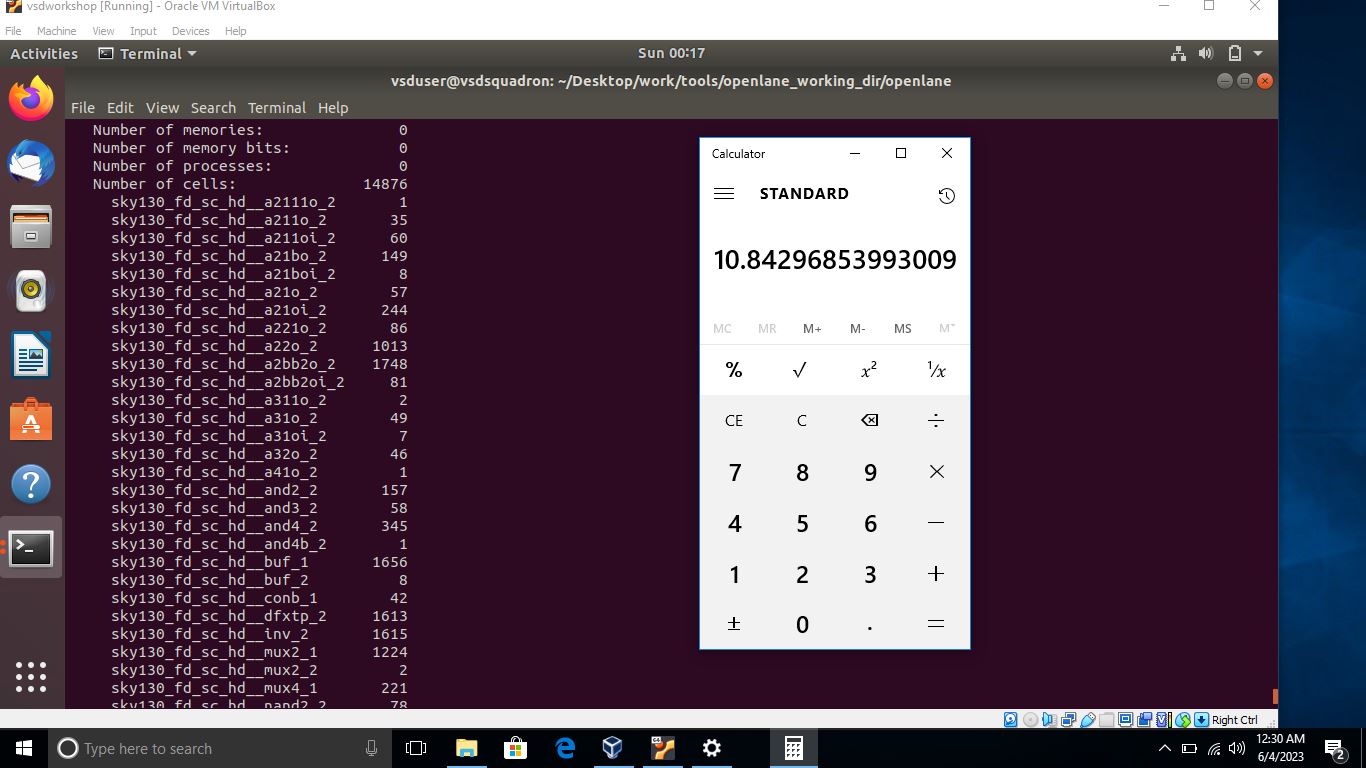 vsdworkshop [Running] - Oracle VM VirtualBox
File Machine View Input Devices Help
Activities Terminal Sun 00:17
vsduser@vsdsquadron: ~/Desktop/work/tools/openlane_working_dir/openlane
File Edit View Search Terminal Help
Number of memories: 0
Number of memory bits: 0
Number of processes: 0
Number of cells: 14876
sky130_fd_sc_hd__a2111o_2 1
sky130_fd_sc_hd__a211o_2 35
sky130_fd_sc_hd__a211oi_2 60
sky130_fd_sc_hd__a21bo_2 149
sky130_fd_sc_hd__a21boi_2 8
sky130_fd_sc_hd__a21o_2 57
sky130_fd_sc_hd__a21oi_2 244
sky130_fd_sc_hd__a221o_2 86
sky130_fd_sc_hd__a22o_2 1013
sky130_fd_sc_hd__a2bb2o_2 1748
sky130_fd_sc_hd__a2bb2oi_2 81
sky130_fd_sc_hd__a311o_2 2
sky130_fd_sc_hd__a31o_2 49
sky130_fd_sc_hd__a31oi_2 7
sky130_fd_sc_hd__a32o_2 46
sky130_fd_sc_hd__a41o_2 1
sky130_fd_sc_hd__and2_2 157
sky130_fd_sc_hd__and3_2 58
sky130_fd_sc_hd__and4_2 345
sky130_fd_sc_hd__and4b_2 1
sky130_fd_sc_hd__buf_1 1656
sky130_fd_sc_hd__buf_2 8
sky130_fd_sc_hd__conb_1 42
sky130_fd_sc_hd__dfxtp_2 1613
sky130_fd_sc_hd__inv_2 1615
sky130_fd_sc_hd__mux2_1 1224
sky130_fd_sc_hd__mux2_2 2
sky130_fd_sc_hd__mux4_1 221
sky130_fd_sc_hd__nand2_2 78
Calculator
STANDARD
10.84296853993009
MC MR M+ M- MS M˅
% √ x² ¹/x
CE C ÷
7 8 9 ×
4 5 6 −
1 2 3 +
± 0 . =
Right Ctrl
Type here to search
12:30 AM
6/4/2023
2